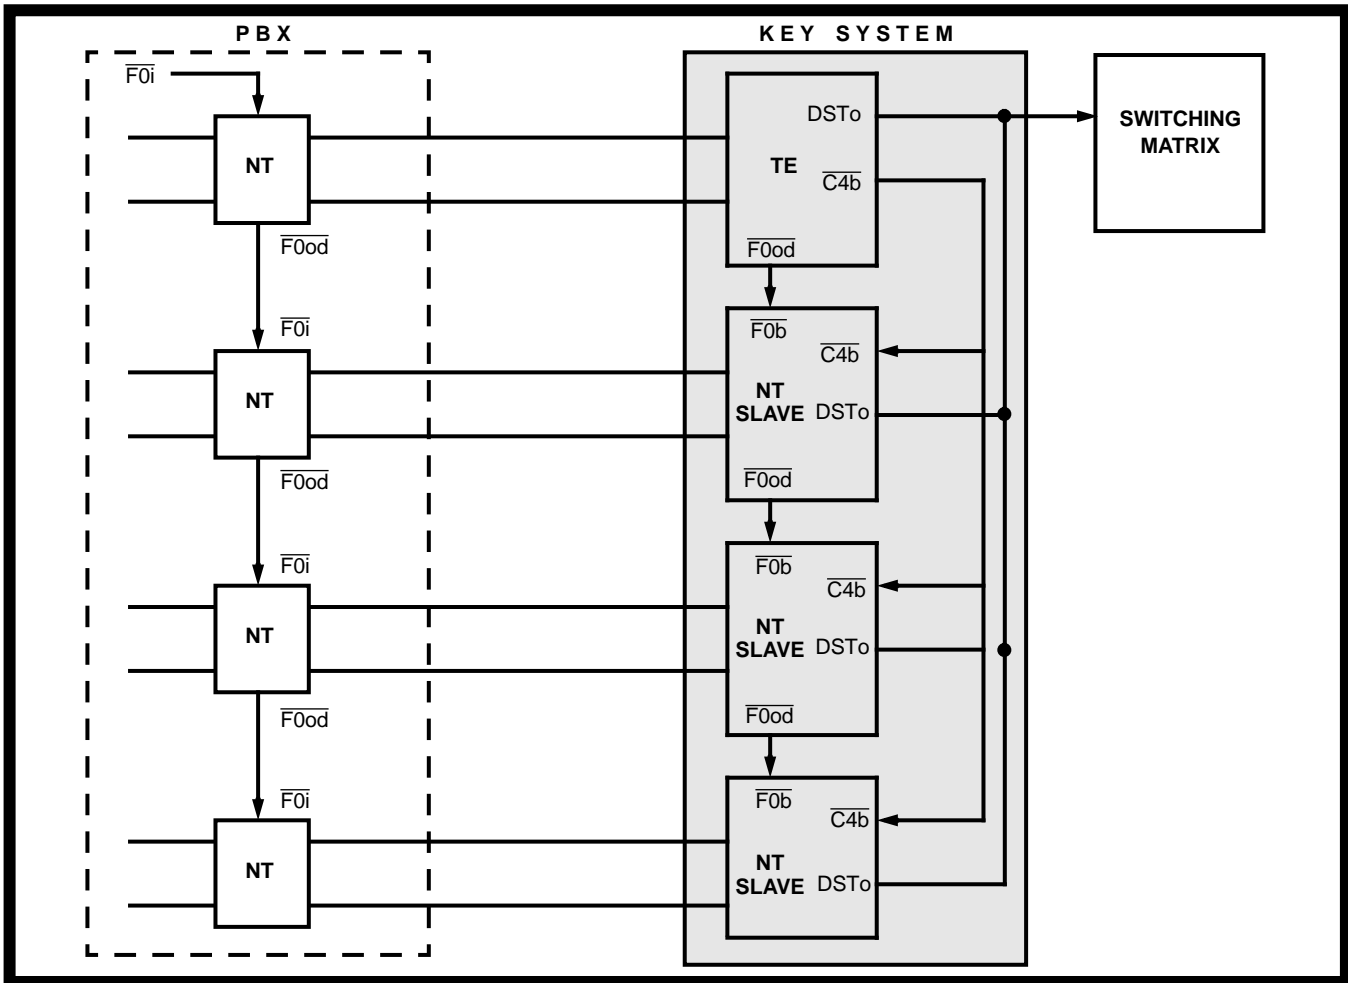 PBX
KEY SYSTEM
F0i
NT
F0od
F0i
NT
F0od
F0i
NT
F0od
F0i
NT
DSTo
TE
C4b
F0od
F0b
C4b
NT
SLAVE DSTo
F0od
F0b
C4b
NT
SLAVE DSTo
F0od
F0b
C4b
NT
SLAVE DSTo
SWITCHING
MATRIX